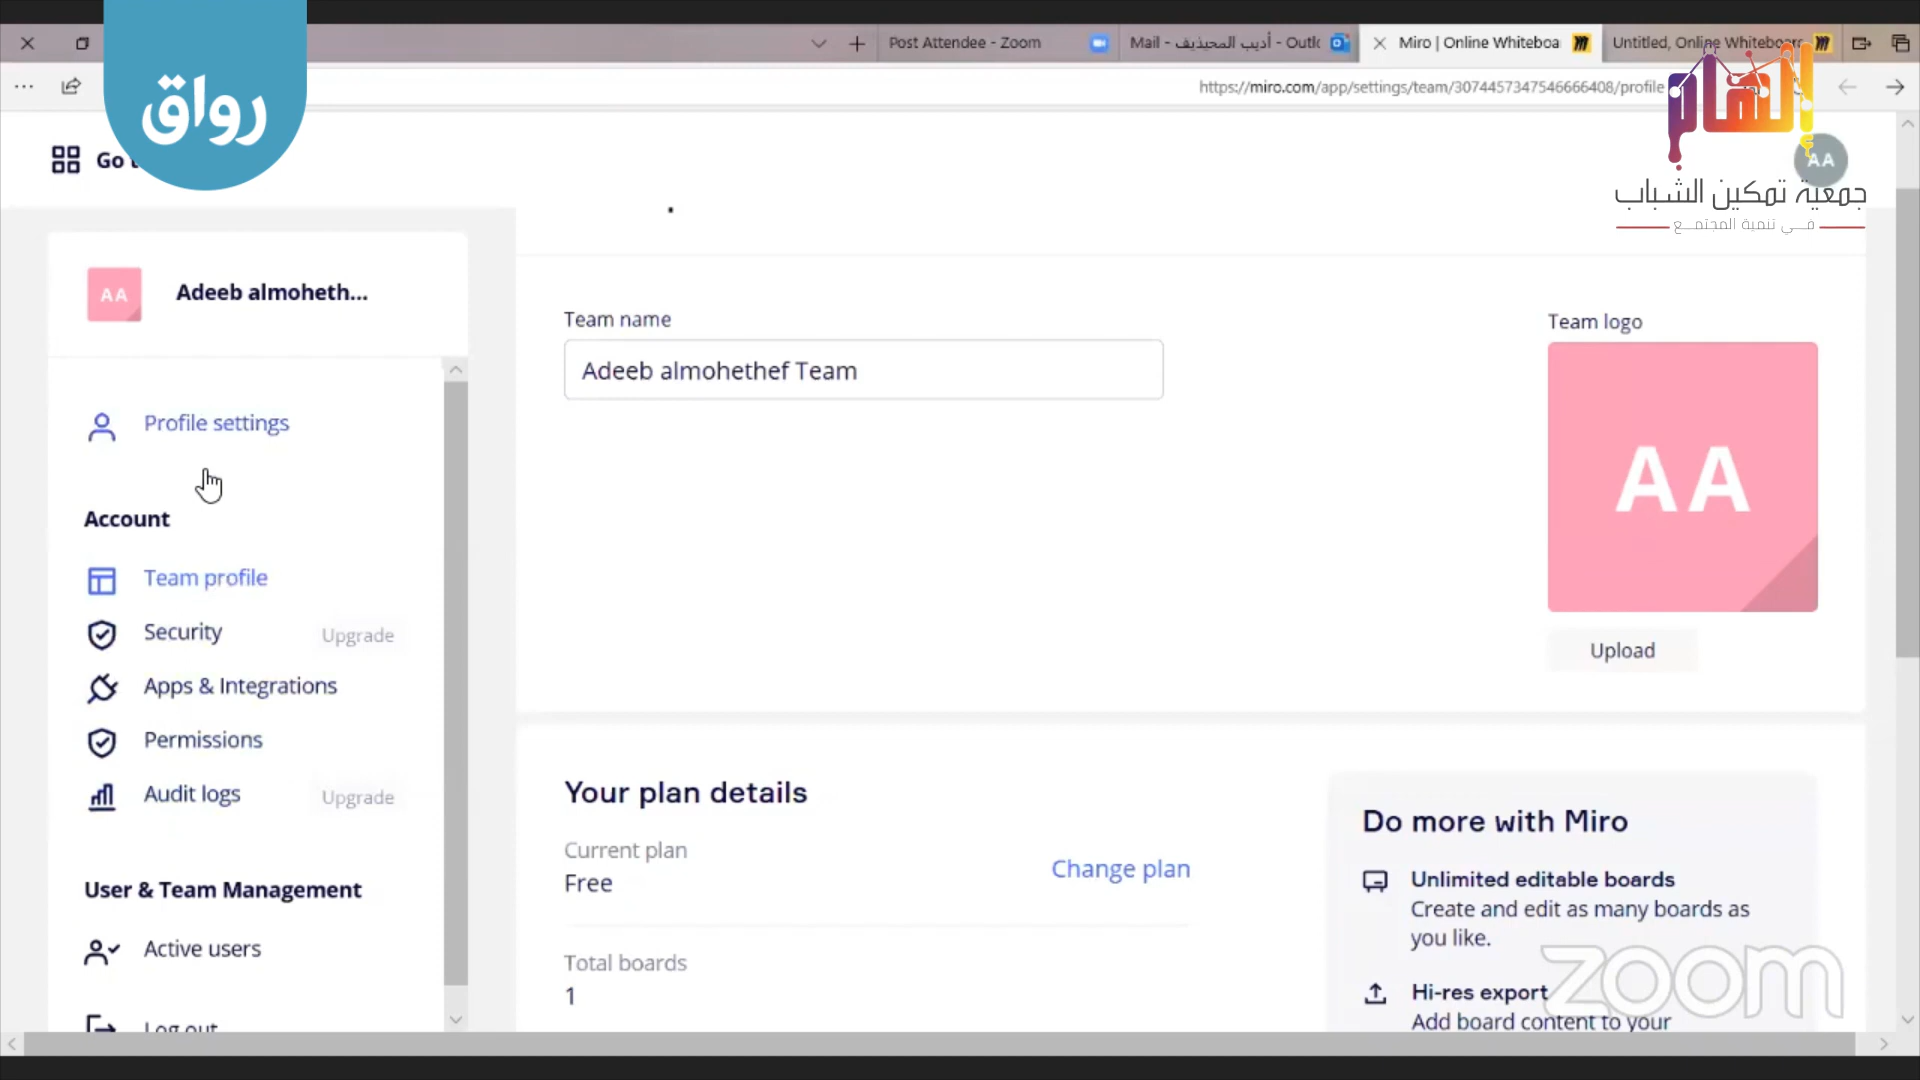 Post Attendee - Zoom
Mail - أديب المحيذيف - Outlo
Miro | Online Whiteboa
Untitled, Online Whiteboard
https://miro.com/app/settings/team/3074457347546666408/profile
رواق
إلهام
جمعية تمكين الشباب
في تنمية المجتمع
Go
AA
AA
Adeeb almoheth...
Profile settings
Account
Team profile
Security
Upgrade
Apps & Integrations
Permissions
Audit logs
Upgrade
User & Team Management
Active users
Log out
Team name
Adeeb almohethef Team
Team logo
AA
Upload
Your plan details
Current plan
Free
Change plan
Total boards
1
Do more with Miro
Unlimited editable boards
Create and edit as many boards as
you like.
Hi-res export
Add board content to your
zoom